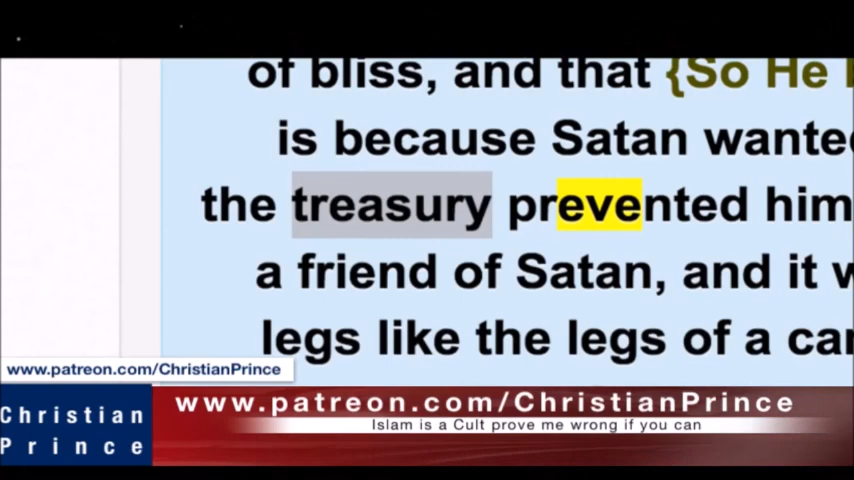 of bliss, and that {So He
is because Satan wanted
the treasury prevented him
a friend of Satan, and it
legs like the legs of a
www.patreon.com/ChristianPrince
www.patreon.com/ChristianPrince
Islam is a Cult prove me wrong if you can
Christian
Prince